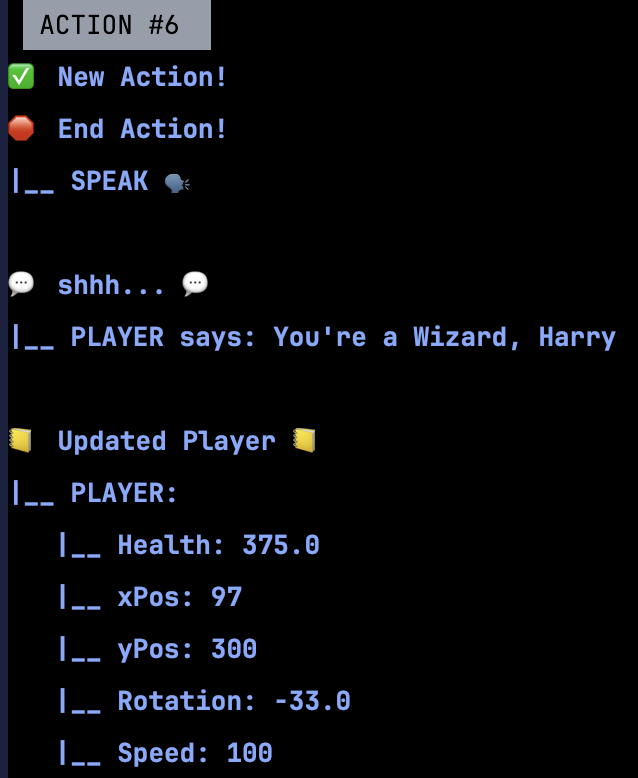 ACTION #6
✅ New Action!
🛑 End Action!
|__ SPEAK 🗣️
💬 shhh... 💬
|__ PLAYER says: You're a Wizard, Harry
📒 Updated Player 📒
|__ PLAYER:
|__ Health: 375.0
|__ xPos: 97
|__ yPos: 300
|__ Rotation: -33.0
|__ Speed: 100